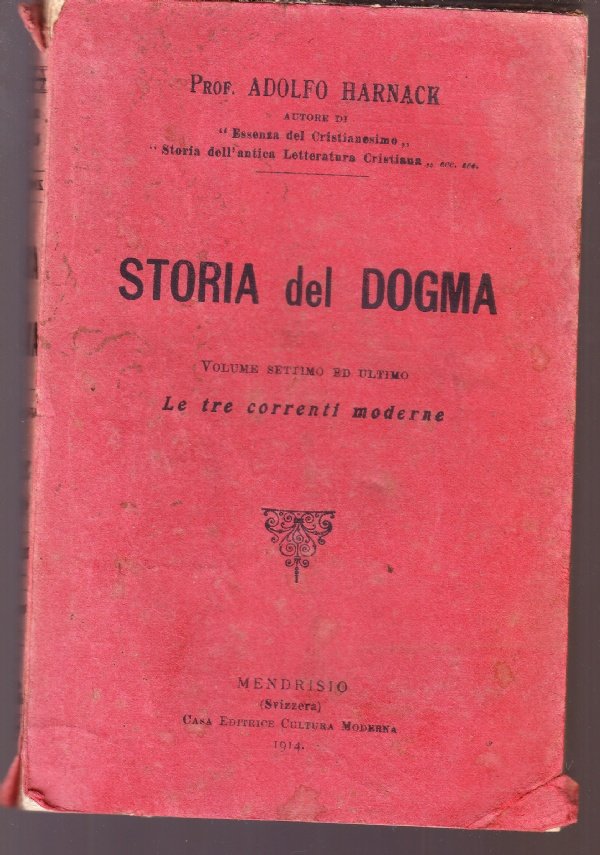 Prof. ADOLFO HARNACK
AUTORE DI
“ Essenza del Cristianesimo „
“ Storia dell'antica Letteratura Cristiana „ ecc. ecc.
STORIA del DOGMA
VOLUME SETTIMO ED ULTIMO
Le tre correnti moderne
MENDRISIO
(Svizzera)
CASA EDITRICE CULTURA MODERNA
1914.